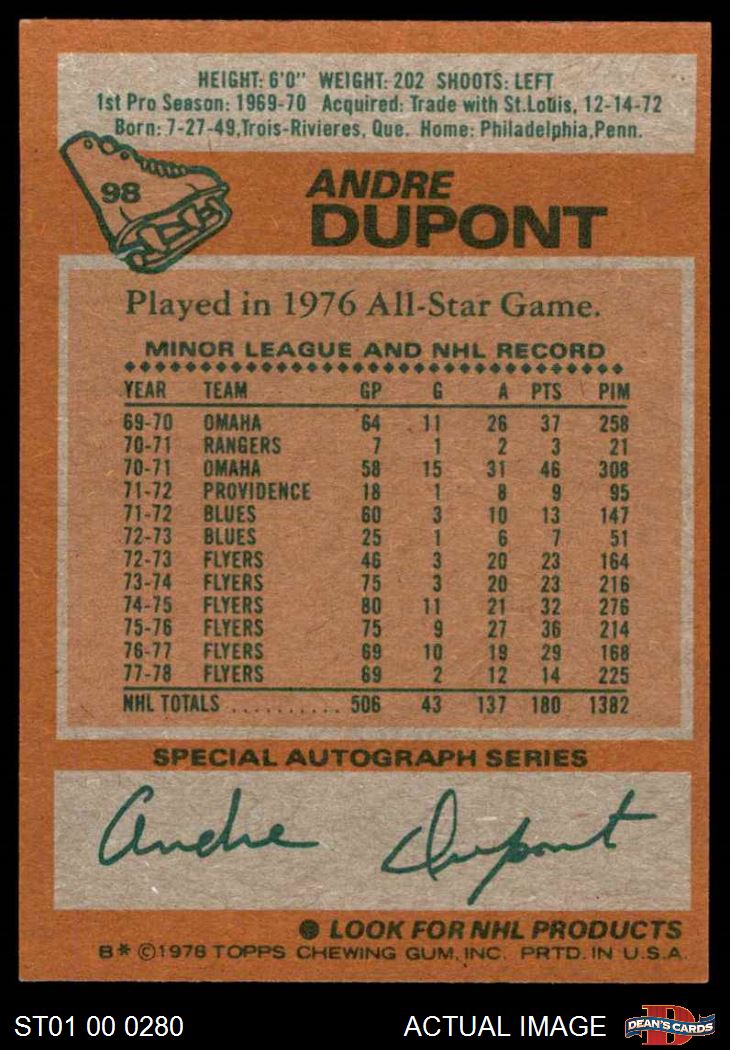 HEIGHT: 6'0" WEIGHT: 202 SHOOTS: LEFT
1st Pro Season: 1969-70 Acquired: Trade with St.Louis, 12-14-72
Born: 7-27-49,Trois-Rivieres, Que. Home: Philadelphia,Penn.
98
ANDRE
DUPONT
Played in 1976 All-Star Game.
MINOR LEAGUE AND NHL RECORD
YEAR TEAM GP G A PTS PIM
69-70 OMAHA 64 11 26 37 258
70-71 RANGERS 7 1 2 3 21
70-71 OMAHA 58 15 31 46 308
71-72 PROVIDENCE 18 1 8 9 95
71-72 BLUES 60 3 10 13 147
72-73 BLUES 25 1 6 7 51
72-73 FLYERS 46 3 20 23 164
73-74 FLYERS 75 3 20 23 216
74-75 FLYERS 80 11 21 32 276
75-76 FLYERS 75 9 27 36 214
76-77 FLYERS 69 10 19 29 168
77-78 FLYERS 69 2 12 14 225
NHL TOTALS .......... 506 43 137 180 1382
SPECIAL AUTOGRAPH SERIES
Andre Dupont
● LOOK FOR NHL PRODUCTS
B* ©1978 TOPPS CHEWING GUM, INC. PRTD. IN U.S.A.
ST01 00 0280 ACTUAL IMAGE D DEAN'S CARDS